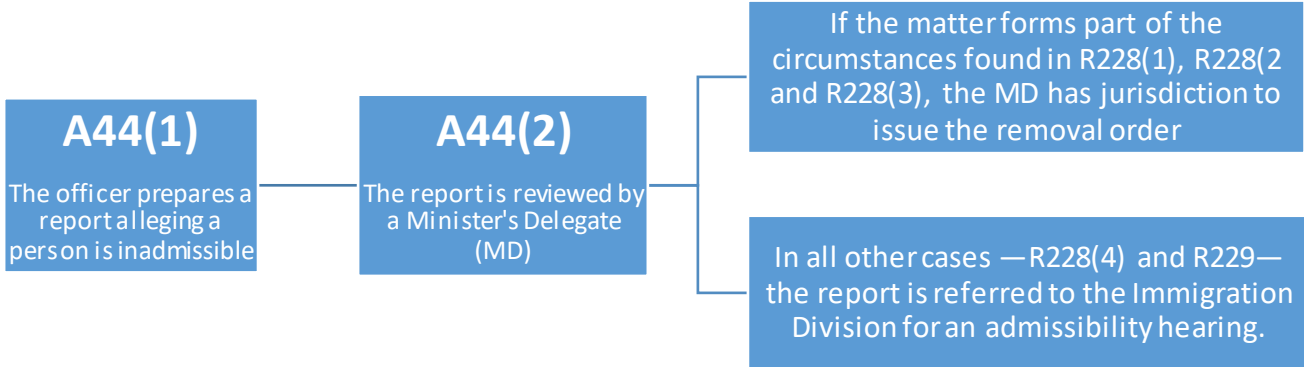 A44(1)
The officer prepares a
report alleging a
person is inadmissible
A44(2)
The report is reviewed by
a Minister's Delegate
(MD)
If the matter forms part of the
circumstances found in R228(1), R228(2
and R228(3), the MD has jurisdiction to
issue the removal order
In all other cases —R228(4) and R229—
the report is referred to the Immigration
Division for an admissibility hearing.